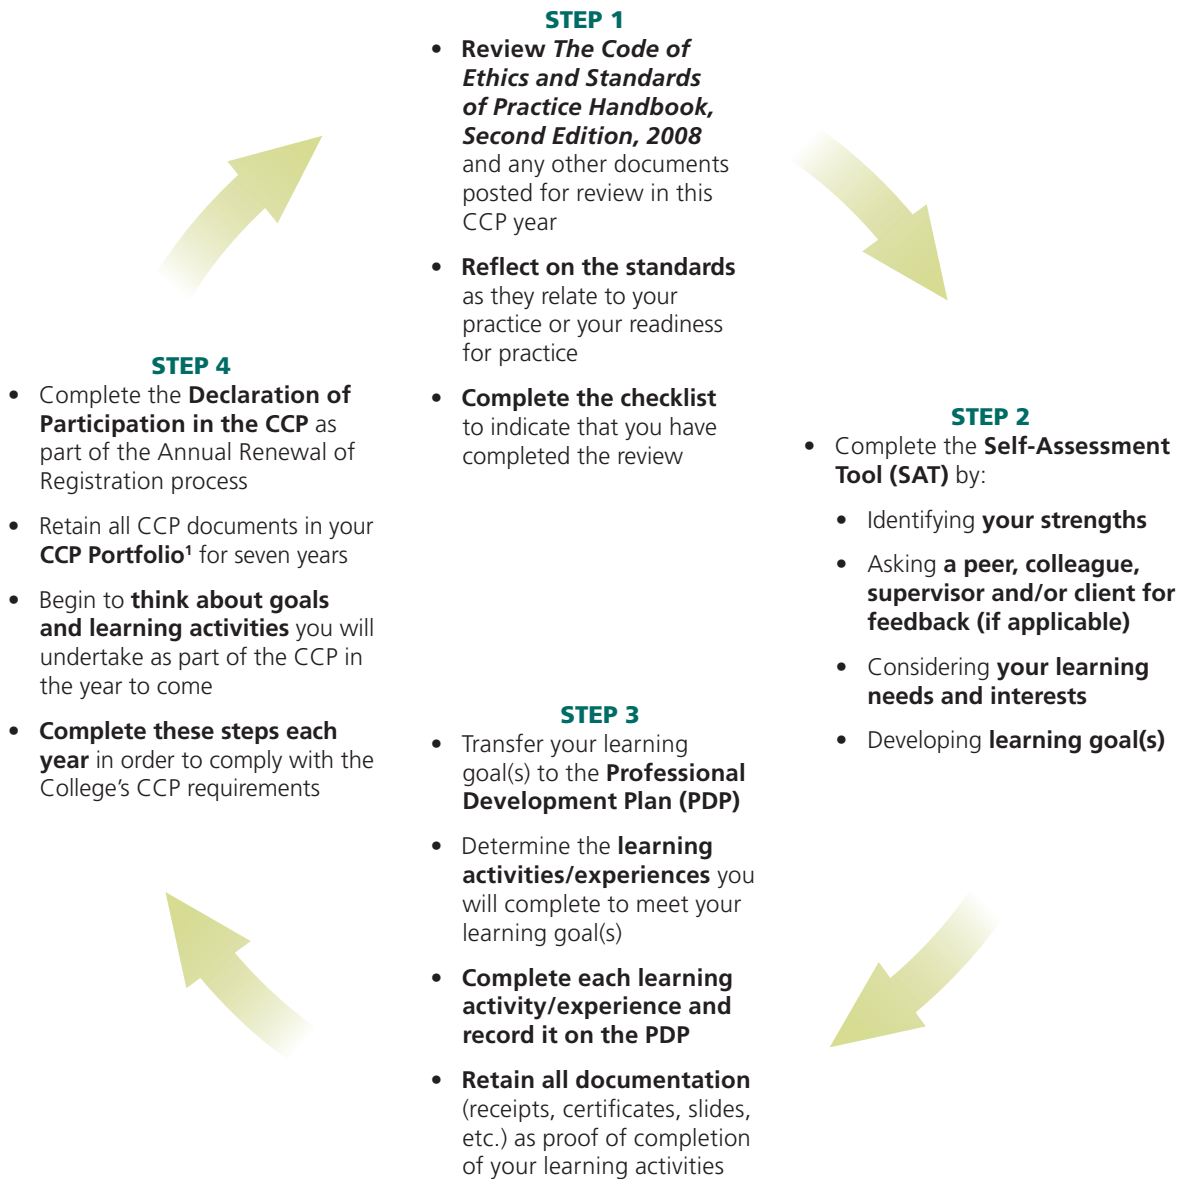 STEP 1
• Review The Code of
Ethics and Standards
of Practice Handbook,
Second Edition, 2008
and any other documents
posted for review in this
CCP year
• Reflect on the standards
as they relate to your
practice or your readiness
for practice
• Complete the checklist
to indicate that you have
completed the review
STEP 2
• Complete the Self-Assessment
Tool (SAT) by:
• Identifying your strengths
• Asking a peer, colleague,
supervisor and/or client for
feedback (if applicable)
• Considering your learning
needs and interests
• Developing learning goal(s)
STEP 3
• Transfer your learning
goal(s) to the Professional
Development Plan (PDP)
• Determine the learning
activities/experiences you
will complete to meet your
learning goal(s)
• Complete each learning
activity/experience and
record it on the PDP
• Retain all documentation
(receipts, certificates, slides,
etc.) as proof of completion
of your learning activities
STEP 4
• Complete the Declaration of
Participation in the CCP as
part of the Annual Renewal of
Registration process
• Retain all CCP documents in your
CCP Portfolio¹ for seven years
• Begin to think about goals
and learning activities you will
undertake as part of the CCP in
the year to come
• Complete these steps each
year in order to comply with the
College's CCP requirements